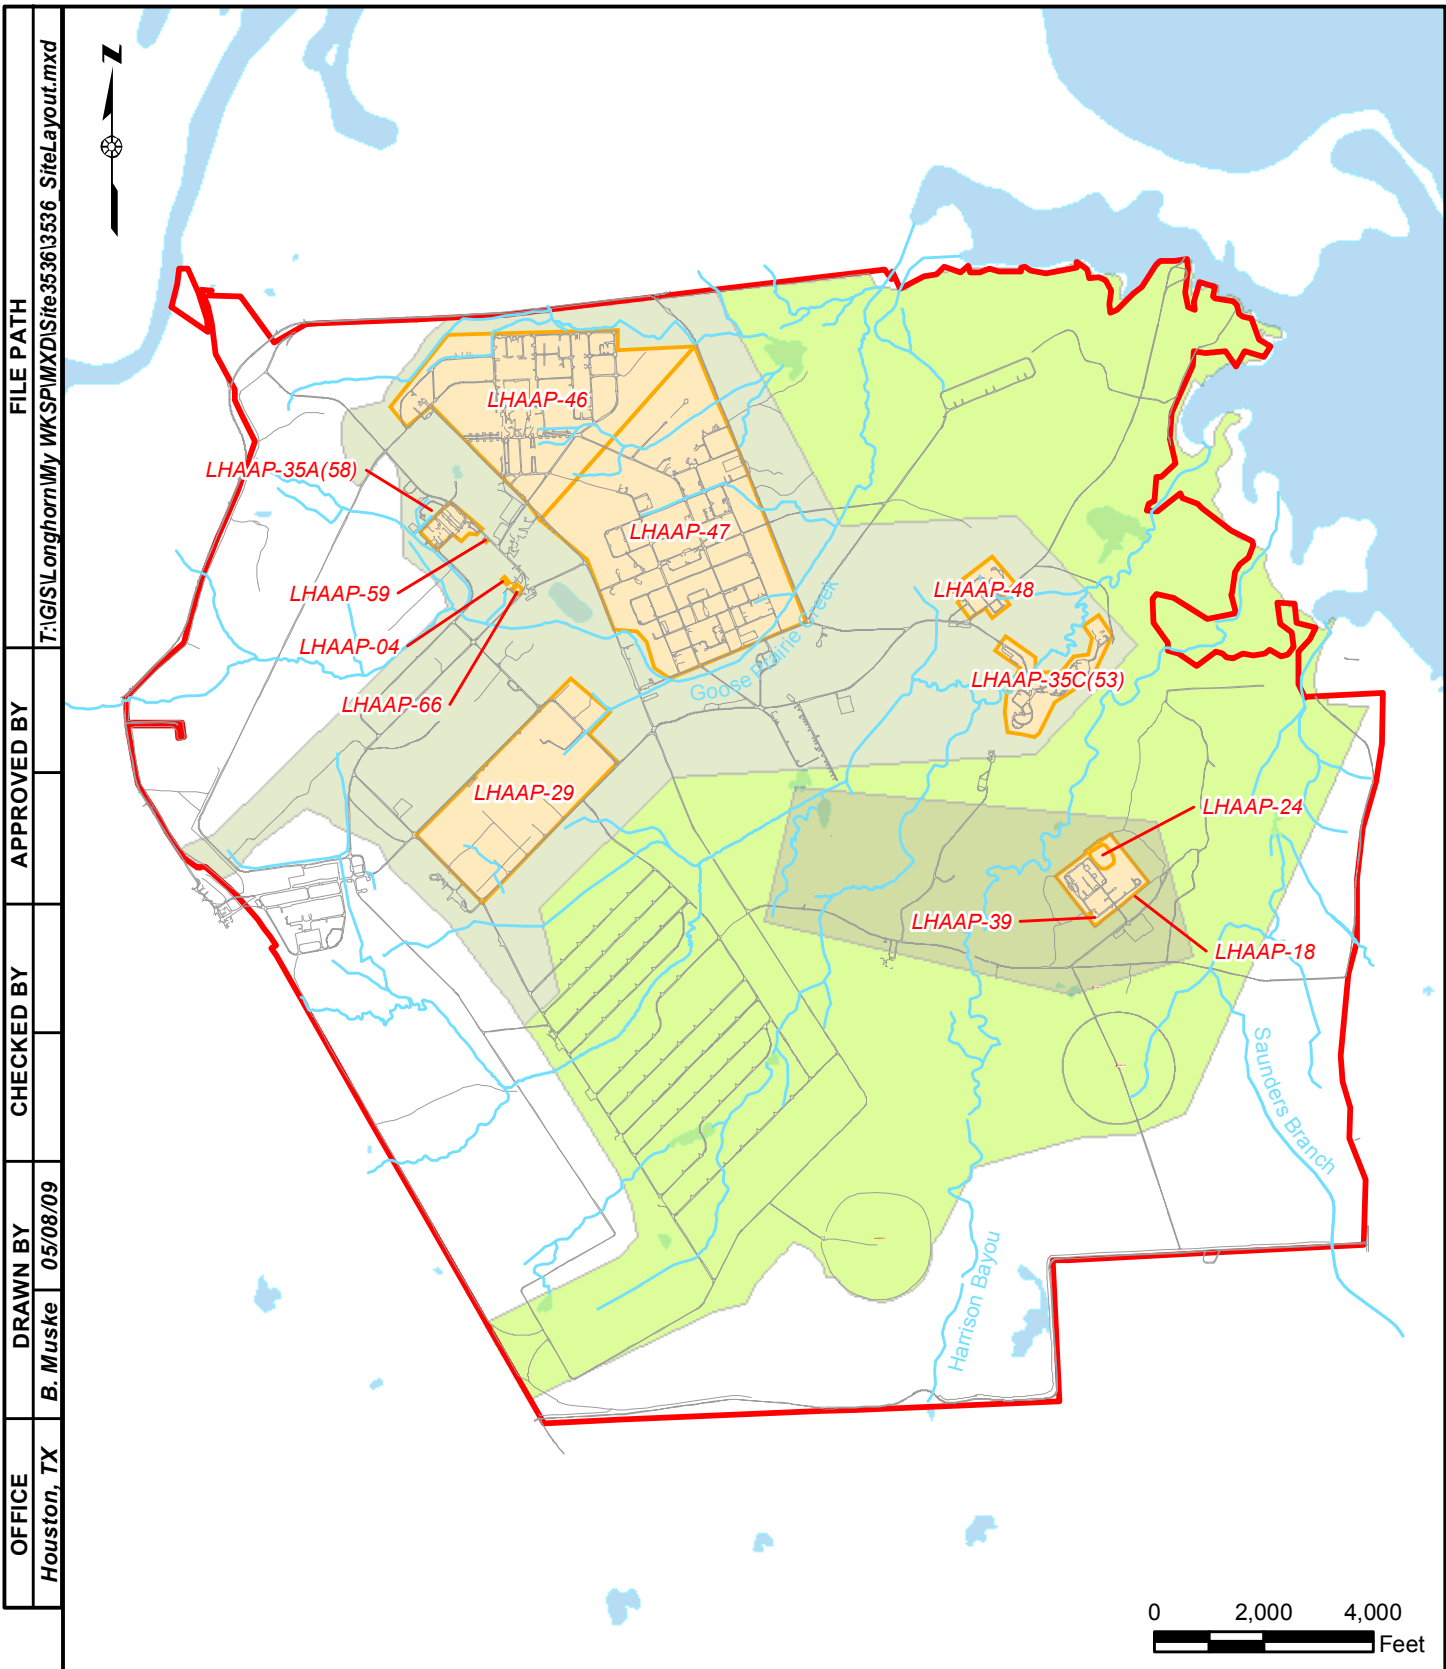 FILE PATH
T:\GIS\Longhorn\My WKSP\MXD\Site3536\3536_SiteLayout.mxd
APPROVED BY
CHECKED BY
DRAWN BY
B. Muske
05/08/09
OFFICE
Houston, TX
N
LHAAP-46
LHAAP-35A(58)
LHAAP-47
LHAAP-59
LHAAP-48
LHAAP-04
Goose Prairie Creek
LHAAP-35C(53)
LHAAP-66
LHAAP-29
LHAAP-24
LHAAP-39
LHAAP-18
Saunders Branch
Harrison Bayou
0 2,000 4,000
Feet